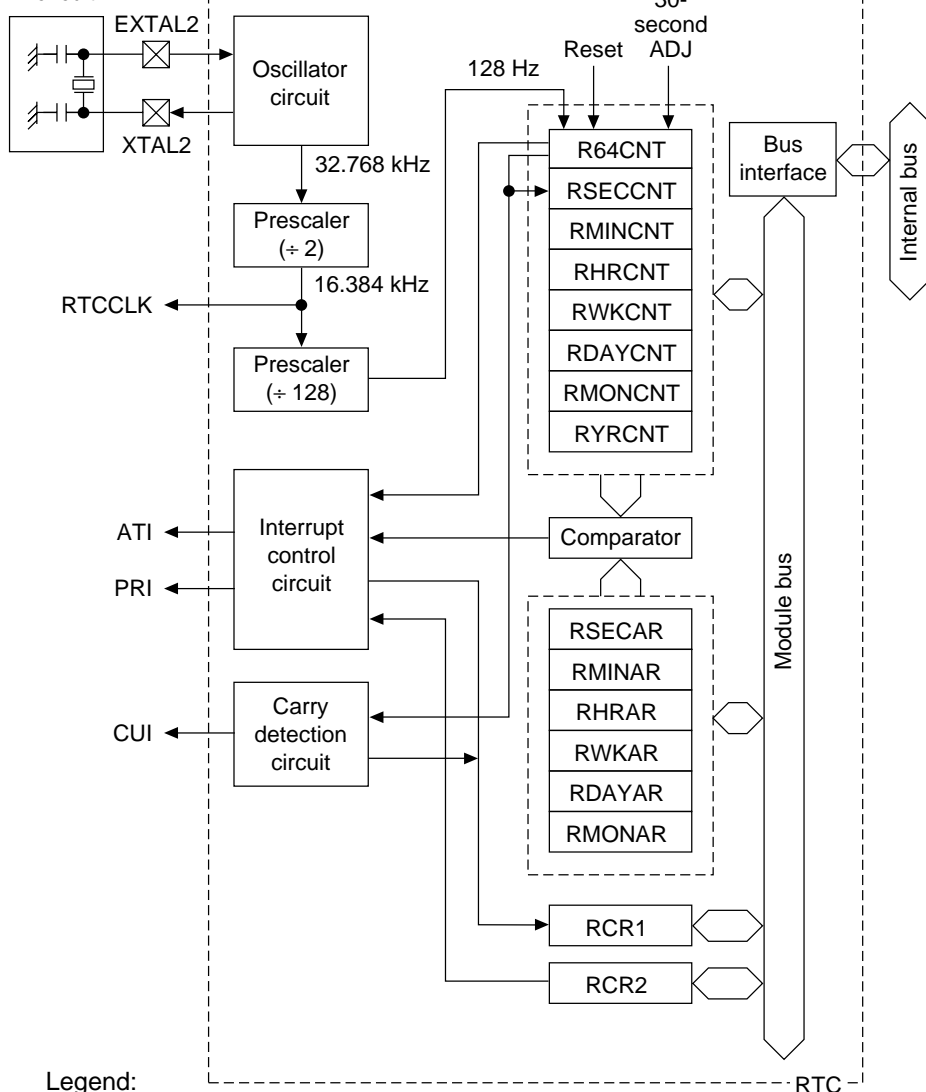 30-
second
ADJ
Reset
EXTAL2
XTAL2
Oscillator
circuit
128 Hz
32.768 kHz
Prescaler
(÷ 2)
16.384 kHz
RTCCLK
Prescaler
(÷ 128)
R64CNT
RSECCNT
RMINCNT
RHRCNT
RWKCNT
RDAYCNT
RMONCNT
RYRCNT
Bus
interface
Internal bus
ATI
PRI
Interrupt
control
circuit
Comparator
Module bus
RSECAR
RMINAR
RHRAR
RWKAR
RDAYAR
RMONAR
CUI
Carry
detection
circuit
RCR1
RCR2
Legend:
RTC